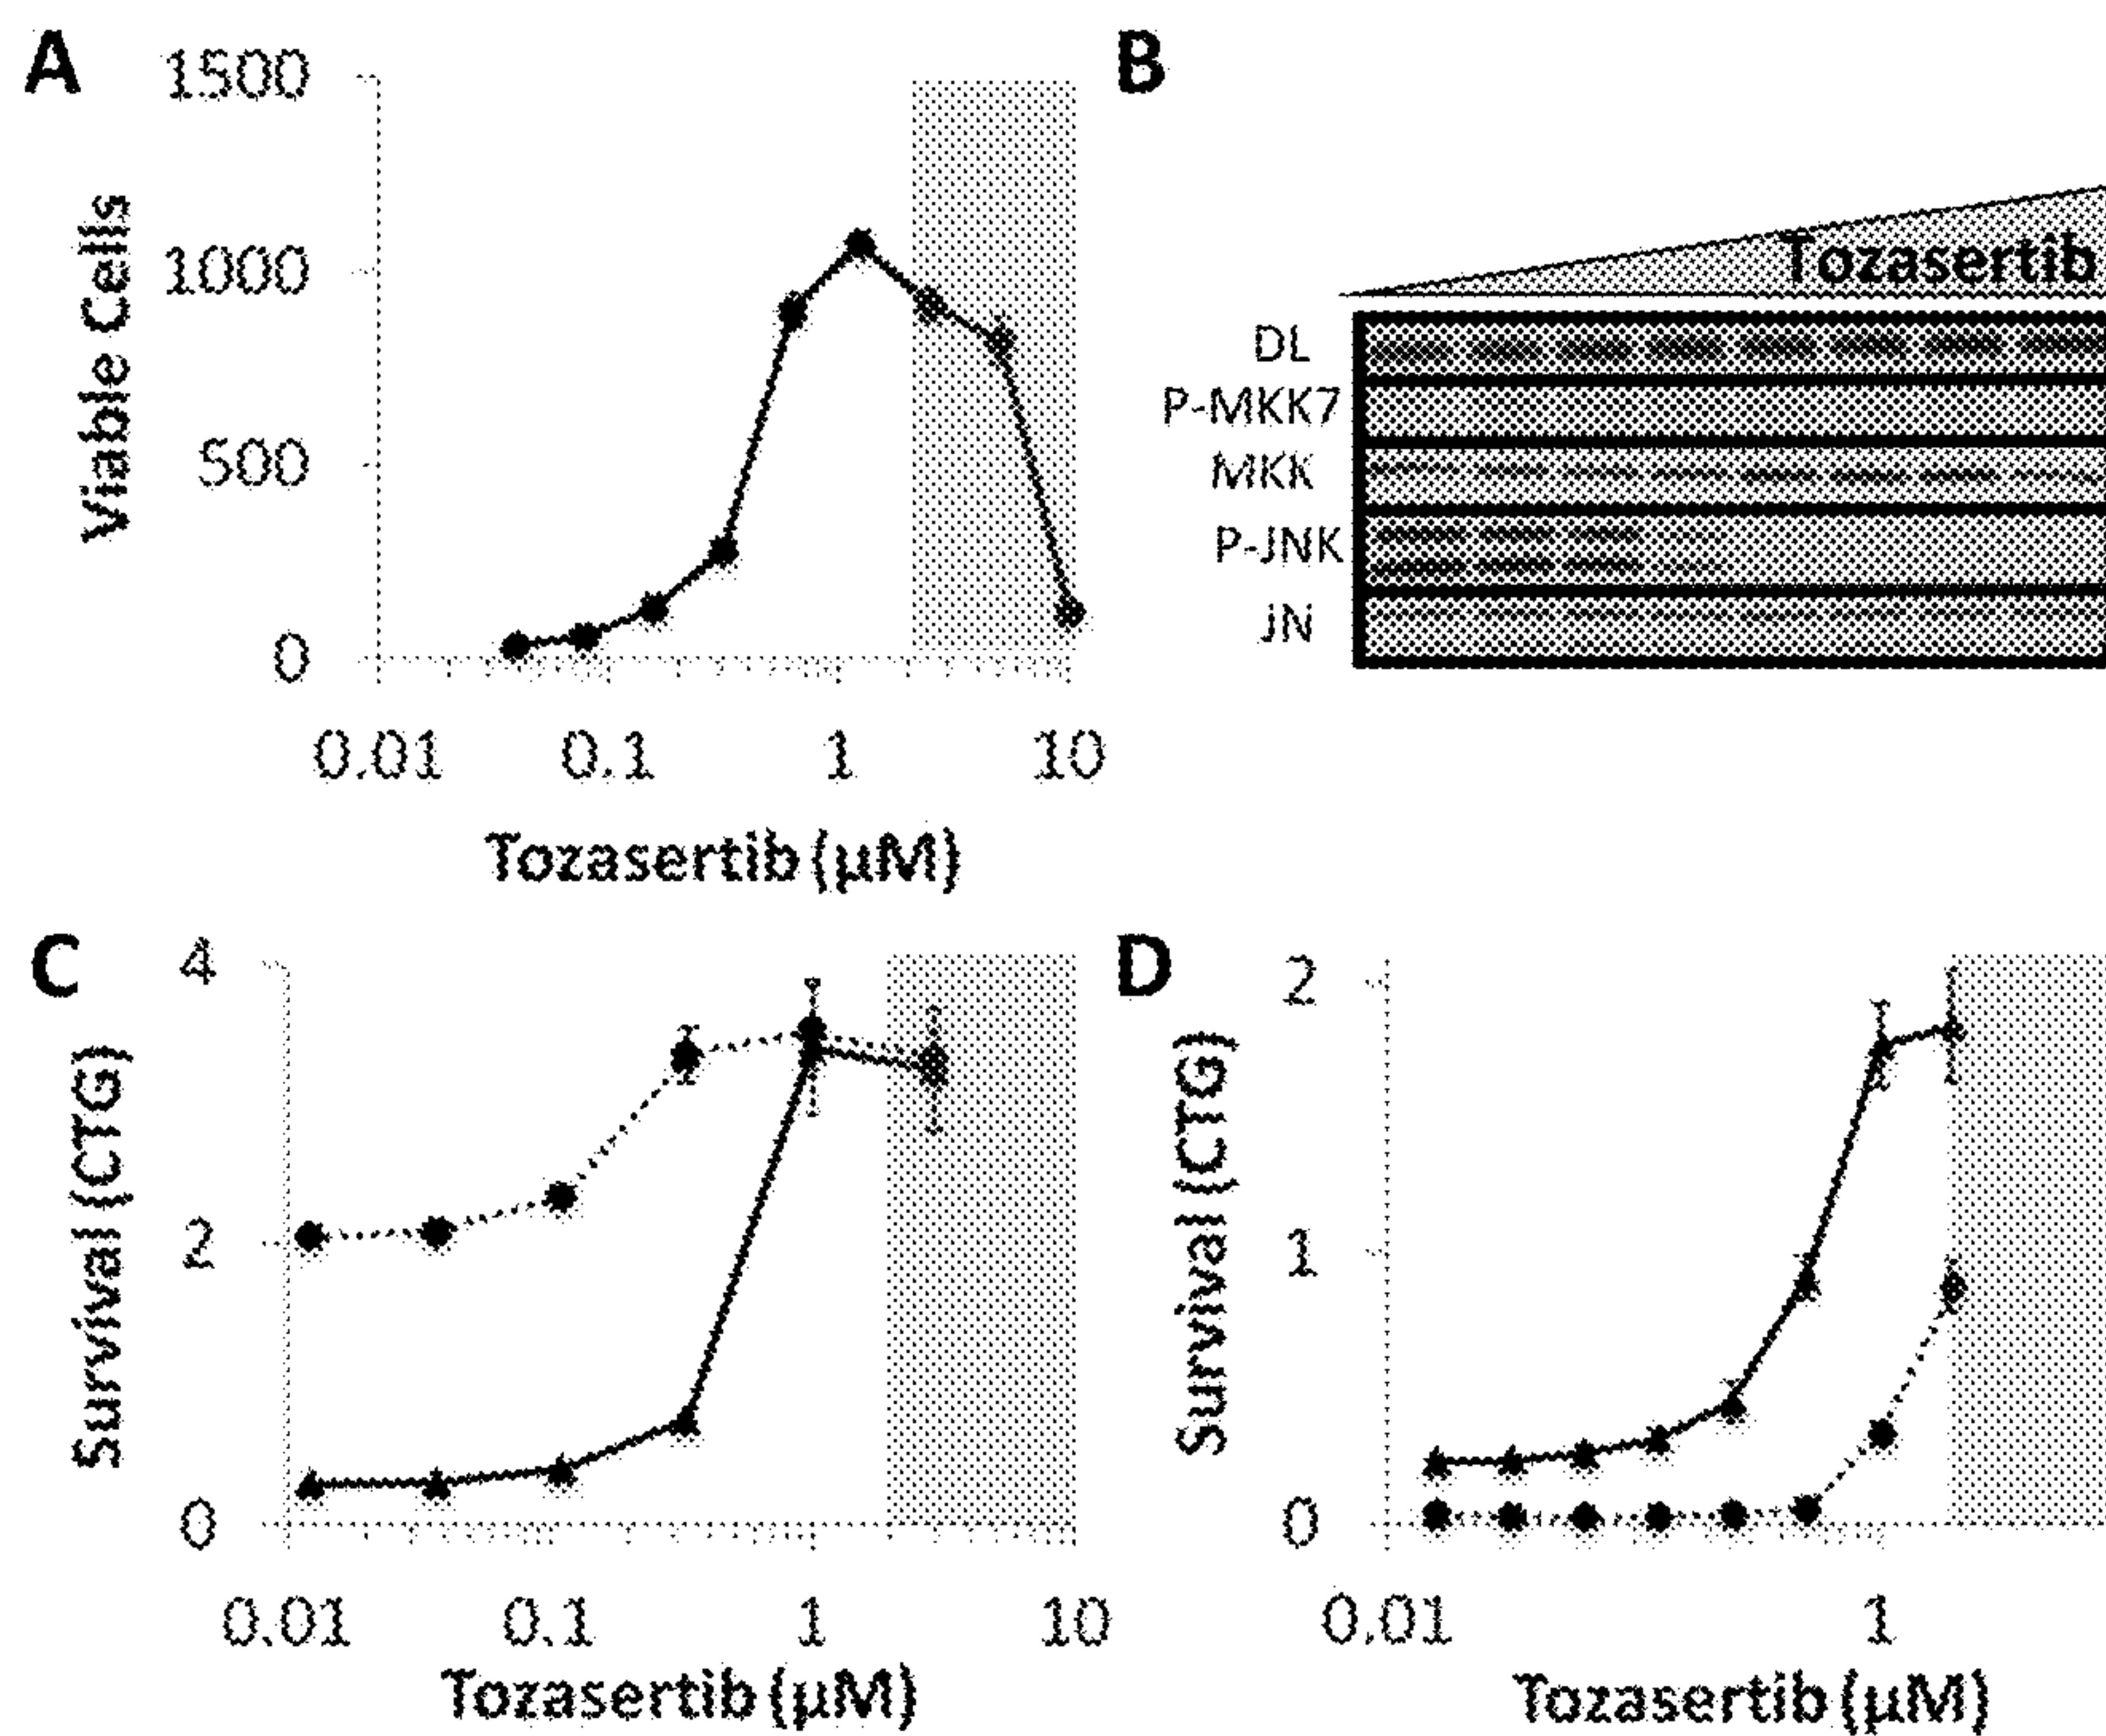 A
1500
1000
500
0
Viable Cells
0.01 0.1 1 10
Tozasertib (µM)
B
Tozasertib
DL
P-MKK7
MKK
P-JNK
JN
C
4
2
0
Survival (CTG)
0.01 0.1 1 10
Tozasertib (µM)
D
2
1
0
Survival (CTG)
0.01 1
Tozasertib (µM)